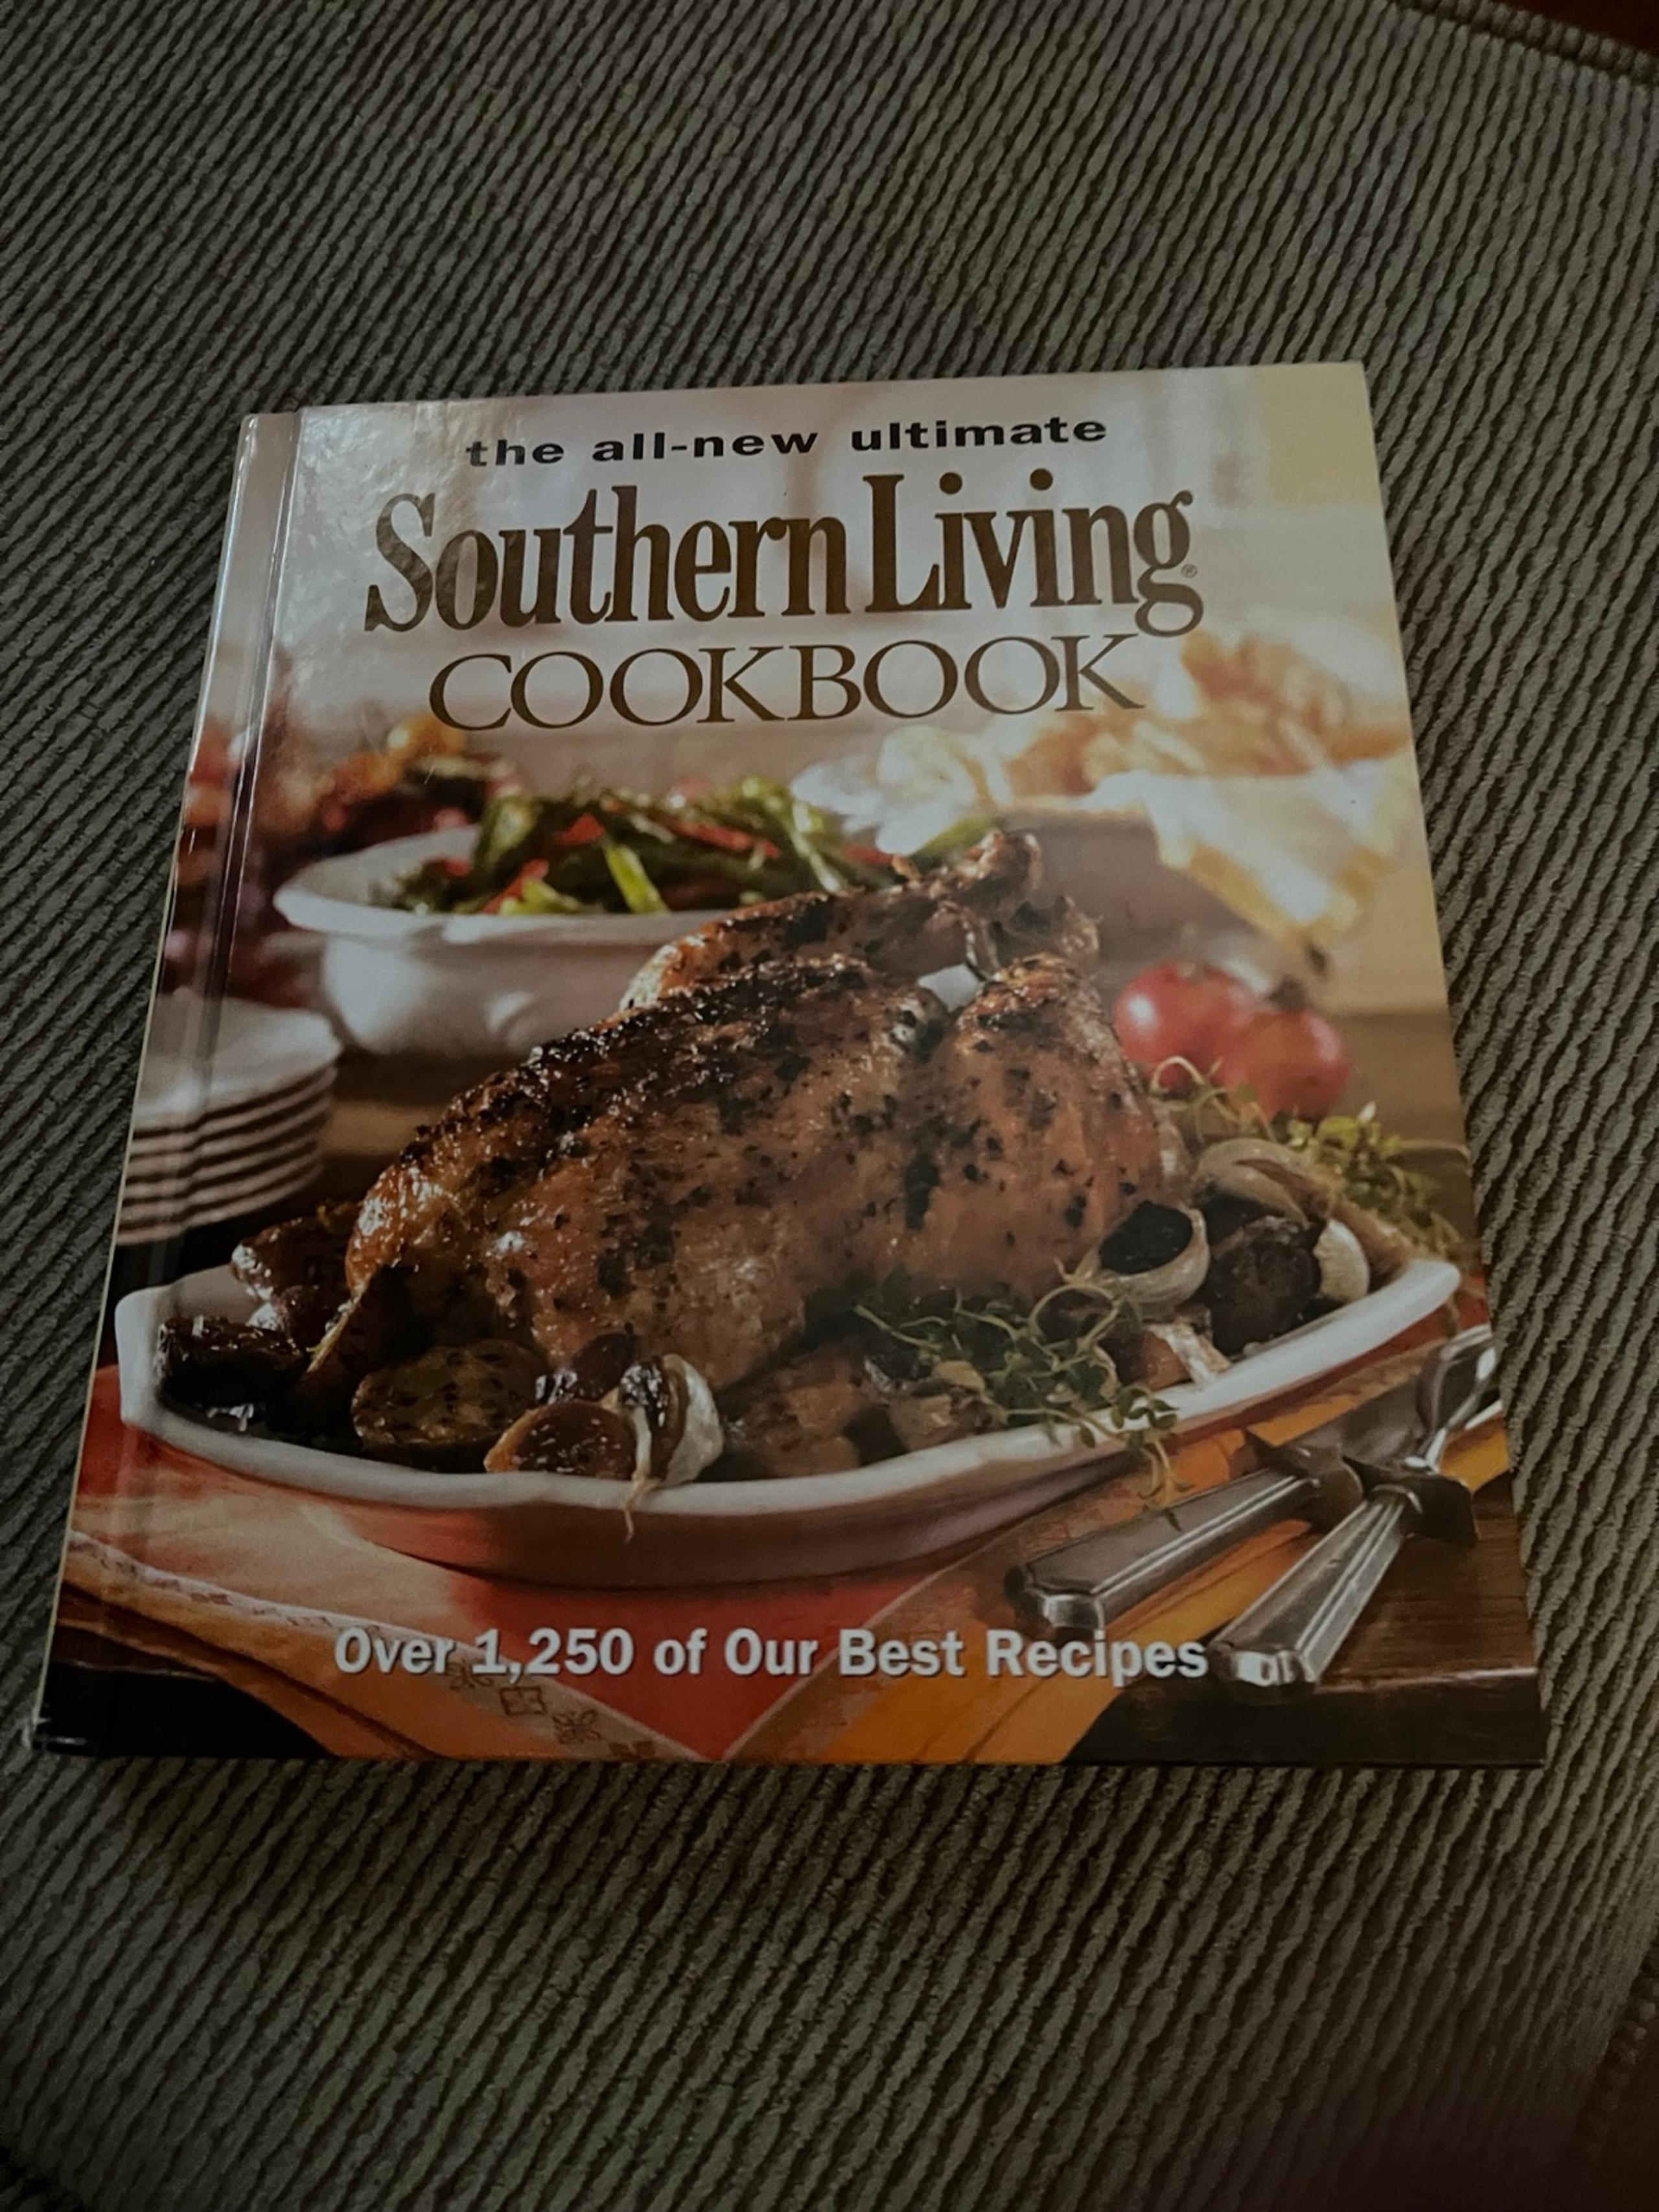 the all-new ultimate
Southern Living®
COOKBOOK
Over 1,250 of Our Best Recipes